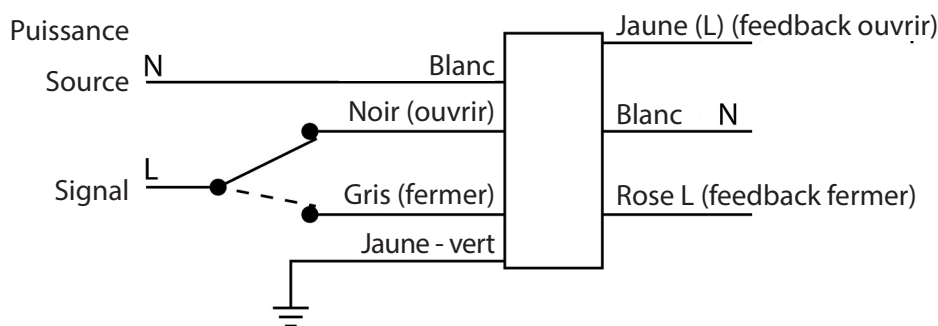 Puissance
Source N
Blanc
Noir (ouvrir)
Signal L
Gris (fermer)
Jaune - vert
Jaune (L) (feedback ouvrir)
Blanc N
Rose L (feedback fermer)